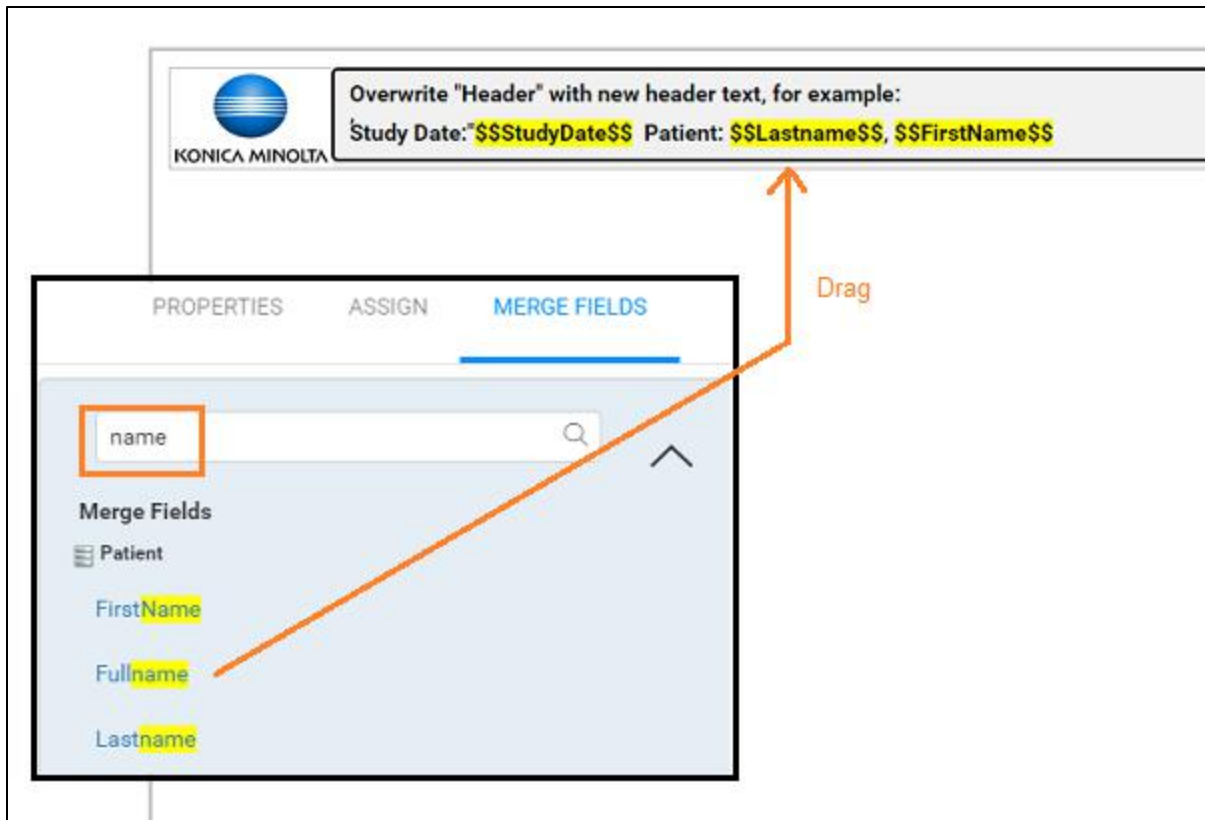 KONICA MINOLTA
Overwrite "Header" with new header text, for example:
'Study Date:"$$StudyDate$$ Patient: $$Lastname$$, $$FirstName$$
Drag
PROPERTIES ASSIGN MERGE FIELDS
name
Merge Fields
Patient
FirstName
Fullname
Lastname